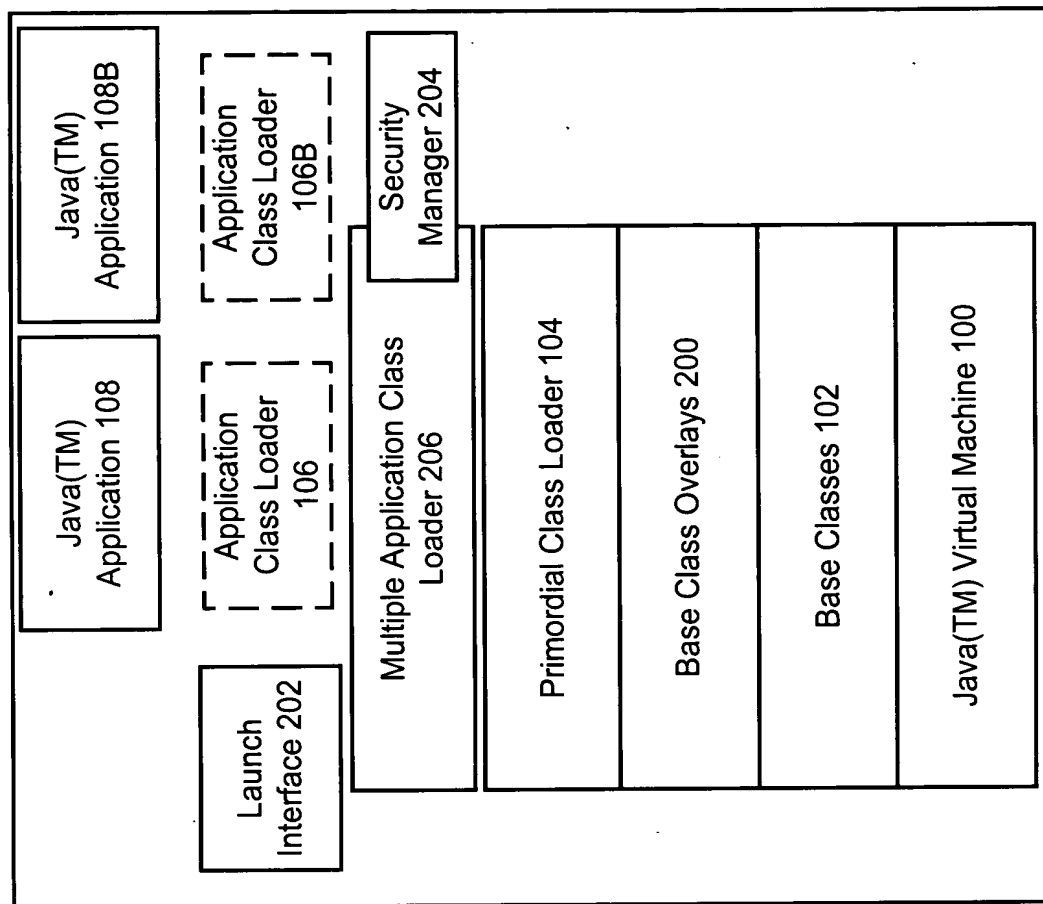 Java(TM)
Application 108
Java(TM)
Application 108B
Launch
Interface 202
Application
Class Loader
106
Application
Class Loader
106B
Multiple Application Class
Loader 206
Security
Manager 204
Primordial Class Loader 104
Base Class Overlays 200
Base Classes 102
Java(TM) Virtual Machine 100